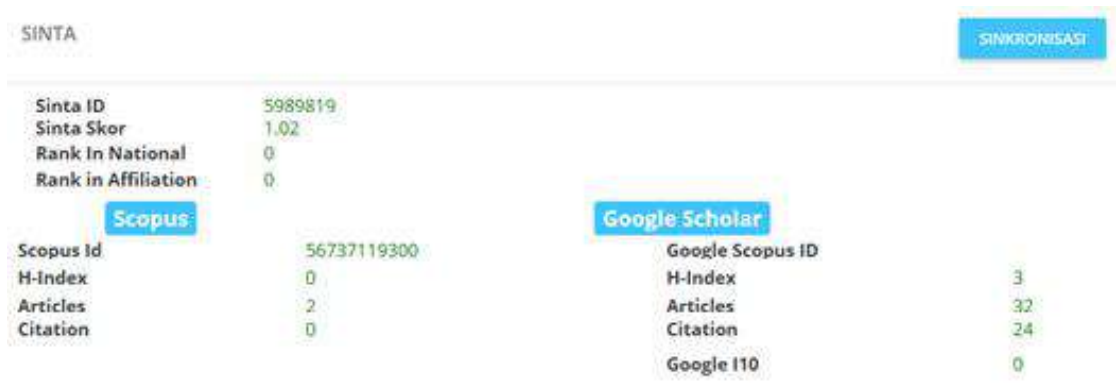 SINTA
SINKRONISASI
Sinta ID 5989819
Sinta Skor 1.02
Rank In National 0
Rank in Affiliation 0
Scopus
Scopus Id 56737119300
H-Index 0
Articles 2
Citation 0
Google Scholar
Google Scopus ID
H-Index 3
Articles 32
Citation 24
Google I10 0